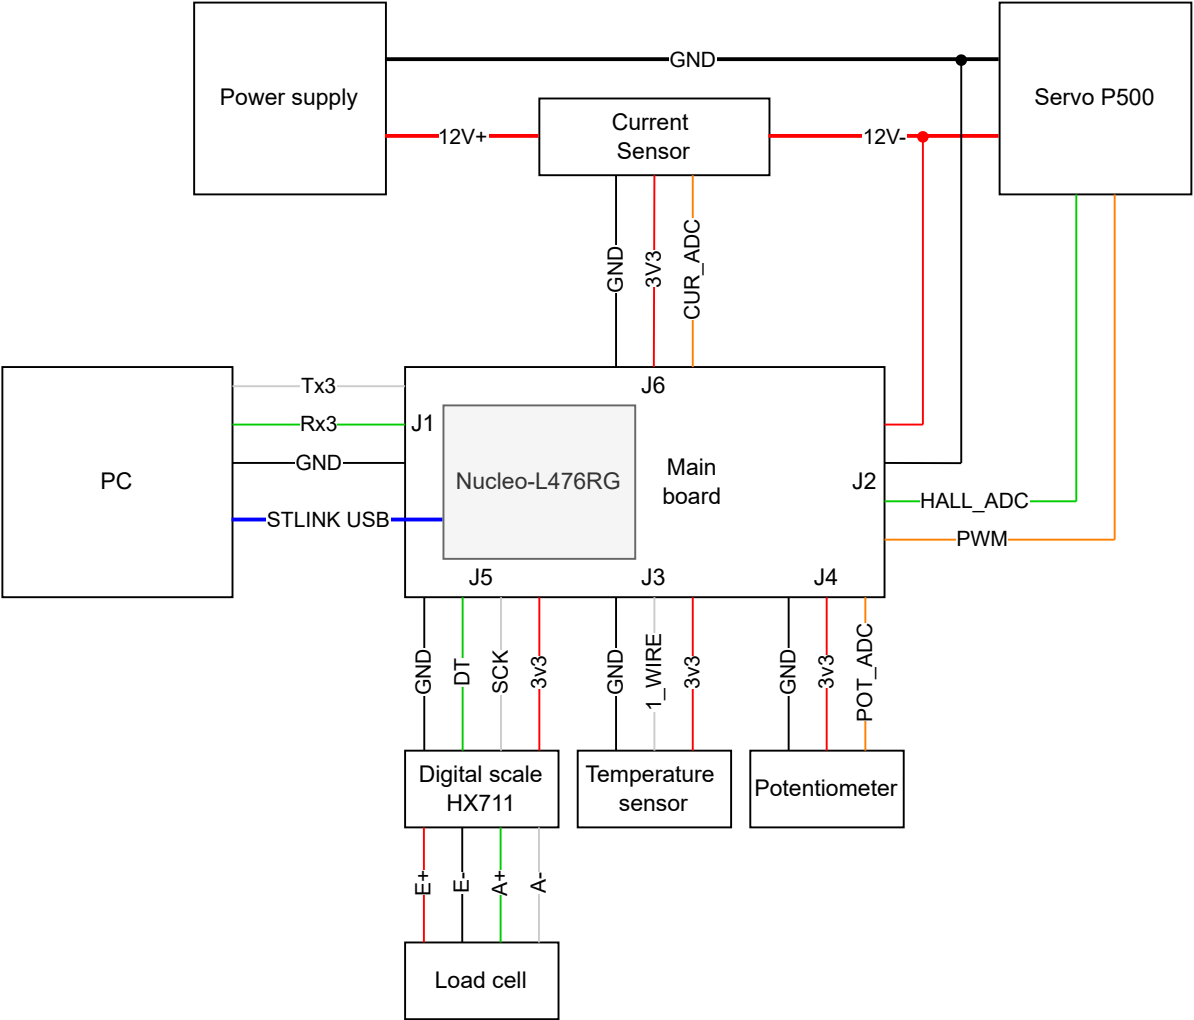 GND
Power supply
Servo P500
Current
Sensor
12V+
12V-
GND
3V3
CUR_ADC
Tx3
J6
Rx3
J1
GND
PC
Nucleo-L476RG
Main
board
J2
HALL_ADC
STLINK USB
PWM
J5
J3
J4
GND
DT
SCK
3v3
GND
1_WIRE
3v3
GND
3v3
POT_ADC
Digital scale
HX711
Temperature
sensor
Potentiometer
E+
E-
A+
A-
Load cell